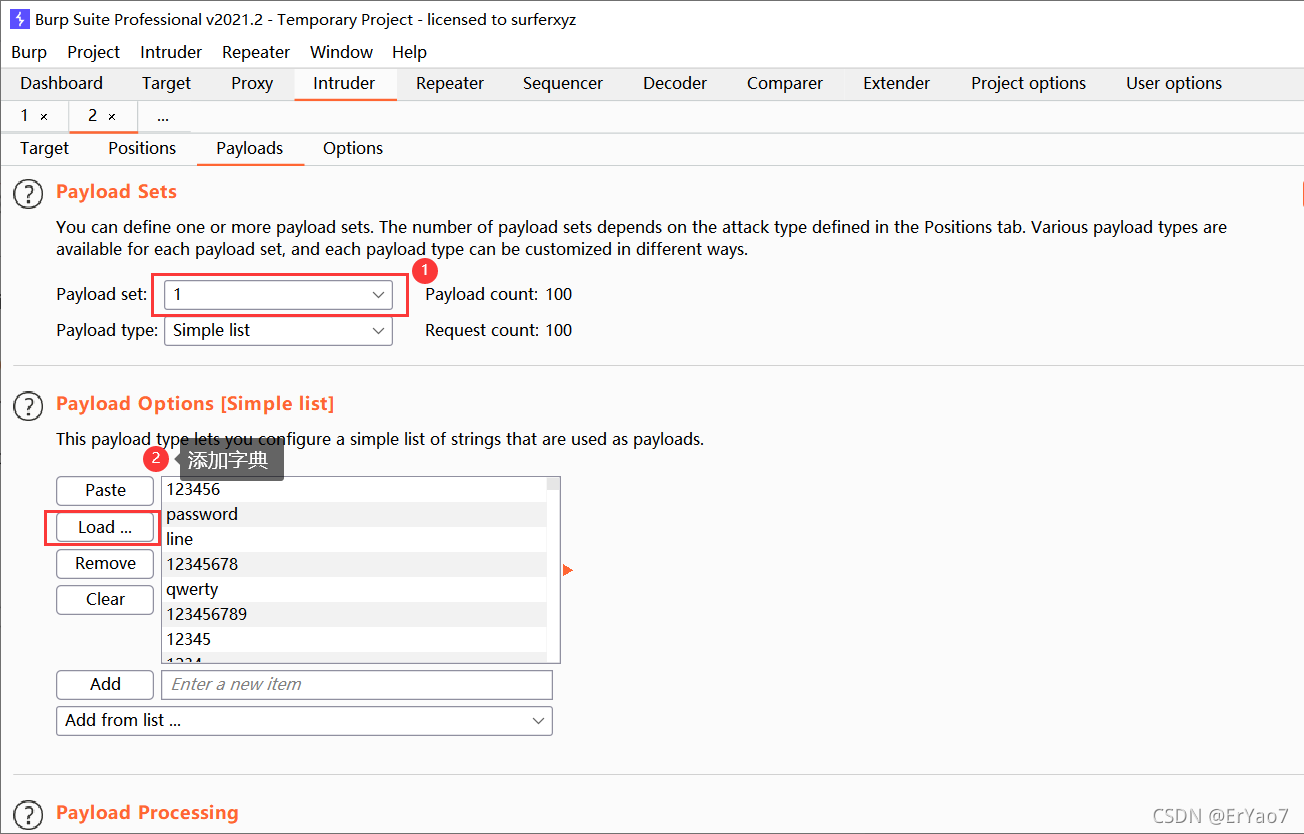 Burp Suite Professional v2021.2 - Temporary Project - licensed to surferxyz
Burp Project Intruder Repeater Window Help
Dashboard Target Proxy Intruder Repeater Sequencer Decoder Comparer Extender Project options User options
1 × 2 × ...
Target Positions Payloads Options
? Payload Sets
You can define one or more payload sets. The number of payload sets depends on the attack type defined in the Positions tab. Various payload types are
available for each payload set, and each payload type can be customized in different ways.
1
Payload set: 1 Payload count: 100
Payload type: Simple list Request count: 100
? Payload Options [Simple list]
This payload type lets you configure a simple list of strings that are used as payloads.
2 添加字典
Paste 123456
password
Load ... line
Remove 12345678
qwerty
Clear 123456789
12345
1234
Add Enter a new item
Add from list ...
? Payload Processing
CSDN @ErYao7